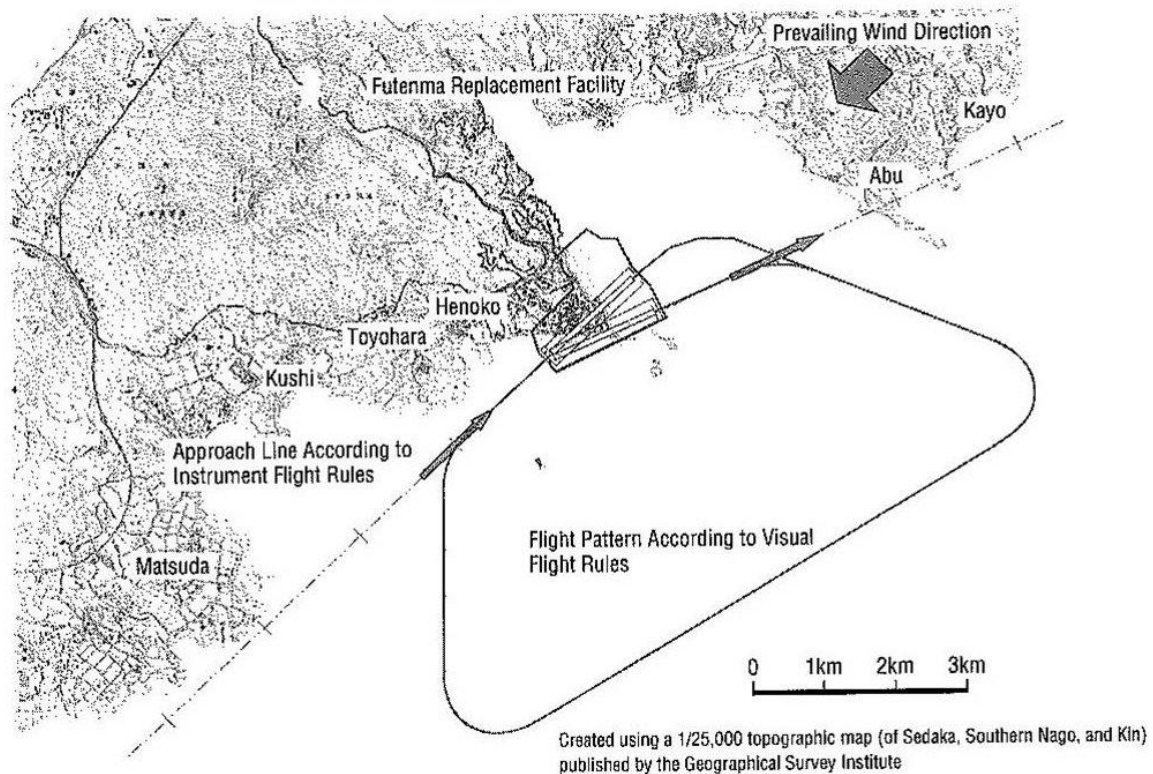 Prevailing Wind Direction
Futenma Replacement Facility
Kayo
Abu
Henoko
Toyohara
Kushi
Approach Line According to
Instrument Flight Rules
Flight Pattern According to Visual
Flight Rules
Matsuda
0 1km 2km 3km
Created using a 1/25,000 topographic map (of Sedaka, Southern Nago, and Kin)
published by the Geographical Survey Institute